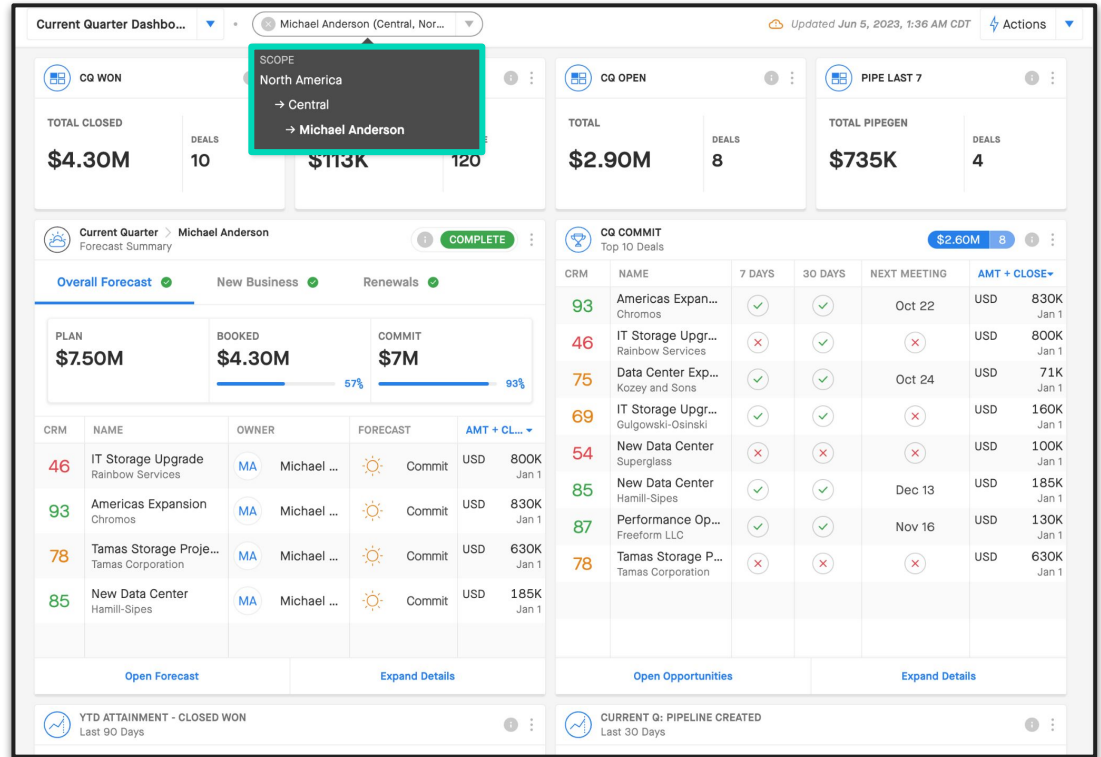 Current Quarter Dashbo...
Michael Anderson (Central, Nor...
Updated Jun 5, 2023, 1:36 AM CDT
Actions
SCOPE
North America
→ Central
→ Michael Anderson
CQ WON
TOTAL CLOSED
$4.30M
DEALS
10
$113K
120
CQ OPEN
TOTAL
$2.90M
DEALS
8
PIPE LAST 7
TOTAL PIPEGEN
$735K
DEALS
4
Current Quarter > Michael Anderson
Forecast Summary
COMPLETE
Overall Forecast
New Business
Renewals
PLAN
$7.50M
BOOKED
$4.30M
57%
COMMIT
$7M
93%
CRM NAME OWNER FORECAST AMT + CL...
46 IT Storage Upgrade MA Michael ... Commit USD 800K
Rainbow Services Jan 1
93 Americas Expansion MA Michael ... Commit USD 830K
Chromos Jan 1
78 Tamas Storage Proje... MA Michael ... Commit USD 630K
Tamas Corporation Jan 1
85 New Data Center MA Michael ... Commit USD 185K
Hamill-Sipes Jan 1
Open Forecast
Expand Details
CQ COMMIT
Top 10 Deals
$2.60M 8
CRM NAME 7 DAYS 30 DAYS NEXT MEETING AMT + CLOSE
93 Americas Expan... Oct 22 USD 830K
Chromos Jan 1
46 IT Storage Upgr... USD 800K
Rainbow Services Jan 1
75 Data Center Exp... Oct 24 USD 71K
Kozey and Sons Jan 1
69 IT Storage Upgr... USD 160K
Gulgowski-Osinski Jan 1
54 New Data Center USD 100K
Superglass Jan 1
85 New Data Center Dec 13 USD 185K
Hamill-Sipes Jan 1
87 Performance Op... Nov 16 USD 130K
Freeform LLC Jan 1
78 Tamas Storage P... USD 630K
Tamas Corporation Jan 1
Open Opportunities
Expand Details
YTD ATTAINMENT - CLOSED WON
Last 90 Days
CURRENT Q: PIPELINE CREATED
Last 30 Days